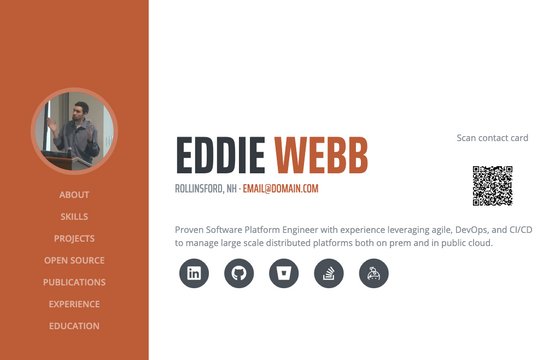 ABOUT
SKILLS
PROJECTS
OPEN SOURCE
PUBLICATIONS
EXPERIENCE
EDUCATION
EDDIE WEBB
ROLLINSFORD, NH · EMAIL@DOMAIN.COM
Scan contact card
Proven Software Platform Engineer with experience leveraging agile, DevOps, and CI/CD
to manage large scale distributed platforms both on prem and in public cloud.
in